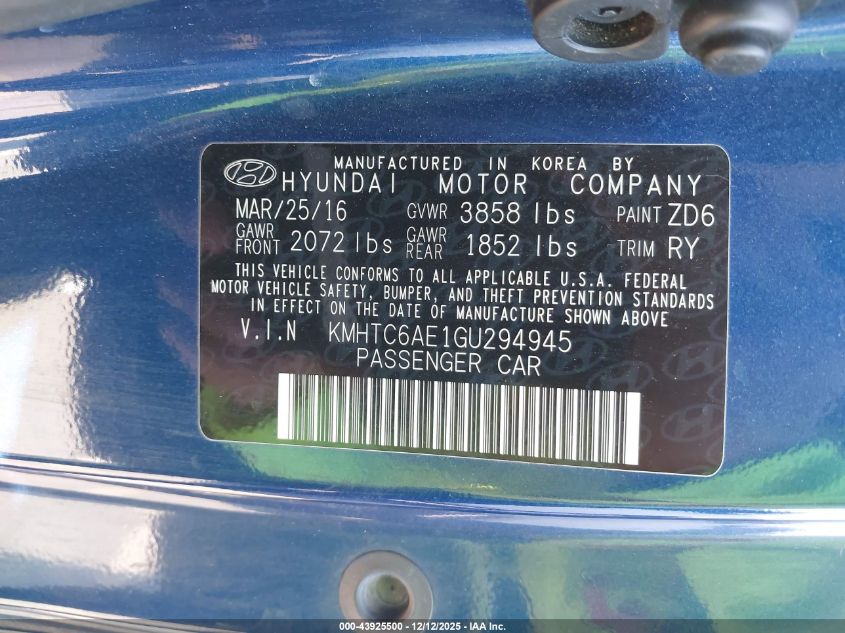 MANUFACTURED IN KOREA BY
HYUNDAI MOTOR COMPANY
MAR/25/16 GVWR 3858 lbs PAINT ZD6
GAWR FRONT 2072 lbs GAWR REAR 1852 lbs TRIM RY
THIS VEHICLE CONFORMS TO ALL APPLICABLE U.S.A. FEDERAL
MOTOR VEHICLE SAFETY, BUMPER, AND THEFT PREVENTION STANDARDS
IN EFFECT ON THE DATE OF MANUFACTURE SHOWN ABOVE
V.I.N KMHTC6AE1GU294945
PASSENGER CAR
000-43925500 - 12/12/2025 - IAA Inc.